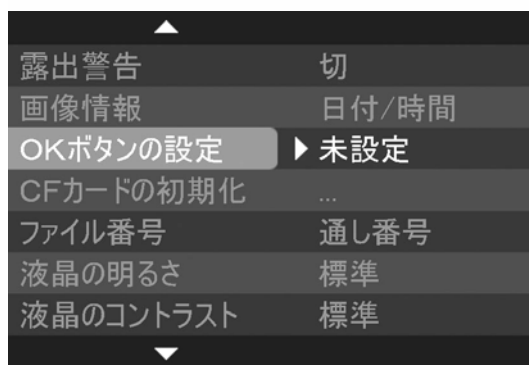 露出警告 切
画像情報 日付/時間
OKボタンの設定 ▶ 未設定
CFカードの初期化 ...
ファイル番号 通し番号
液晶の明るさ 標準
液晶のコントラスト 標準